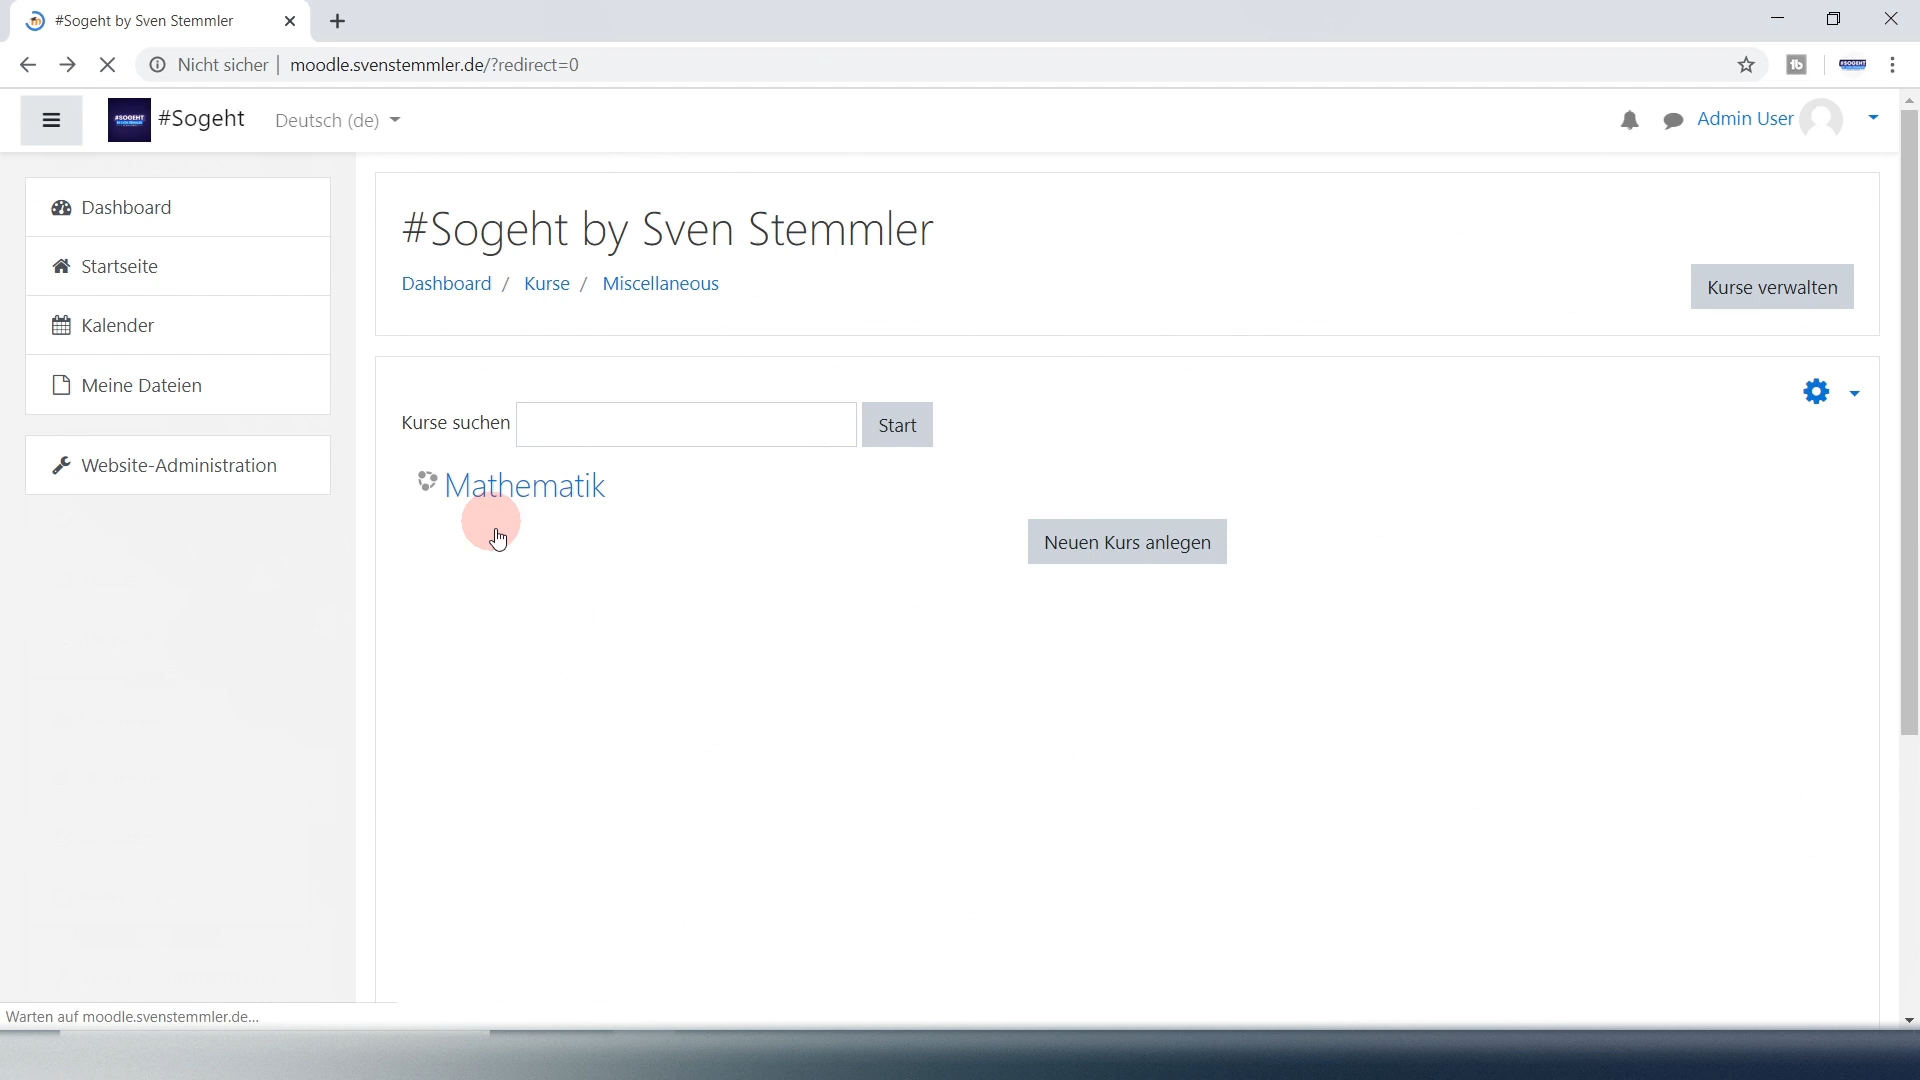 #Sogeht by Sven Stemmler
Nicht sicher | moodle.svenstemmler.de/?redirect=0
#SOGEHT
#SOGEHT
#Sogeht
Deutsch (de)
Admin User
Dashboard
Startseite
Kalender
Meine Dateien
Website-Administration
#Sogeht by Sven Stemmler
Dashboard / Kurse / Miscellaneous
Kurse verwalten
Kurse suchen
Start
Mathematik
Neuen Kurs anlegen
Warten auf moodle.svenstemmler.de...